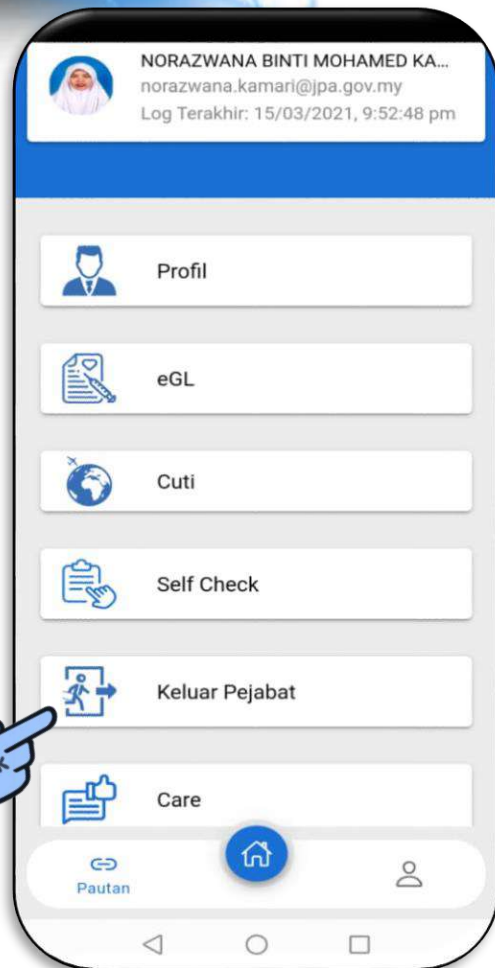 NORAZWANA BINTI MOHAMED KA...
norazwana.kamari@jpa.gov.my
Log Terakhir: 15/03/2021, 9:52:48 pm
Profil
eGL
Cuti
Self Check
Keluar Pejabat
Care
Pautan